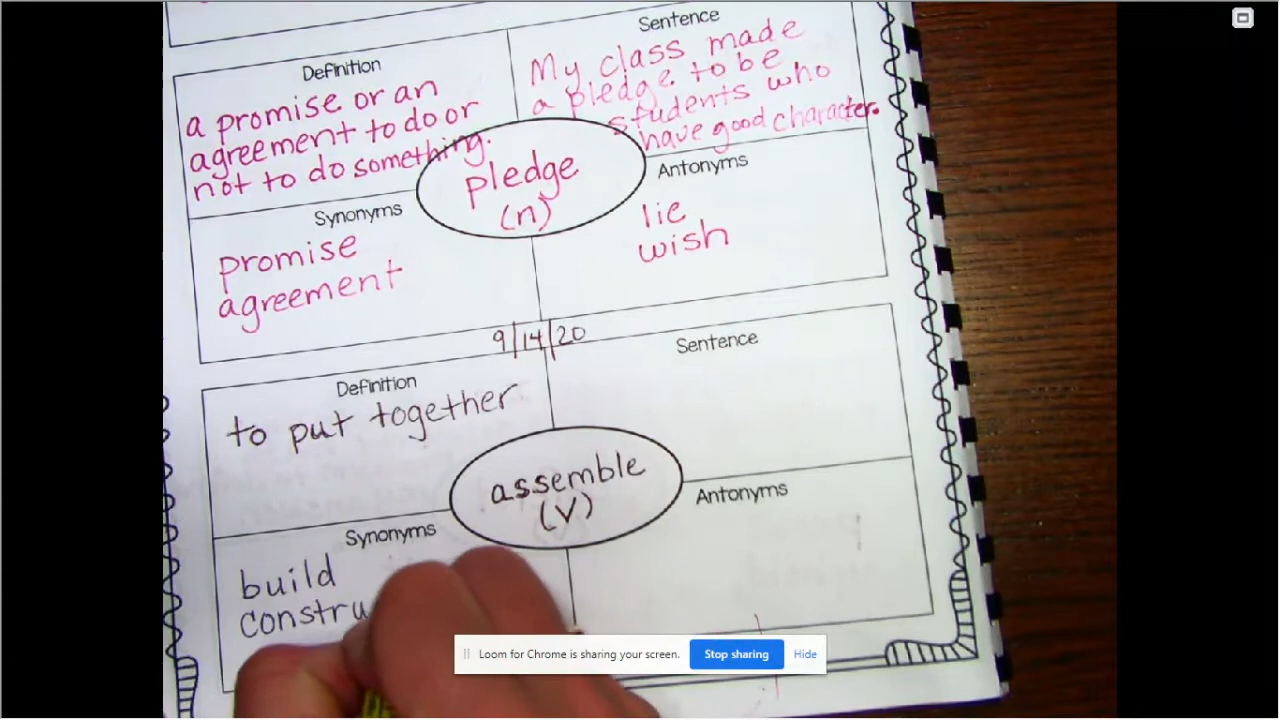 Definition
a promise or an
agreement to do or
not to do something.
Sentence
My class made
a pledge to be
students who
have good character.
pledge
(n)
Synonyms
promise
agreement
Antonyms
lie
wish
9/14/20
Definition
to put together
Sentence
assemble
(v)
Synonyms
build
constru
Antonyms
Loom for Chrome is sharing your screen. Stop sharing Hide